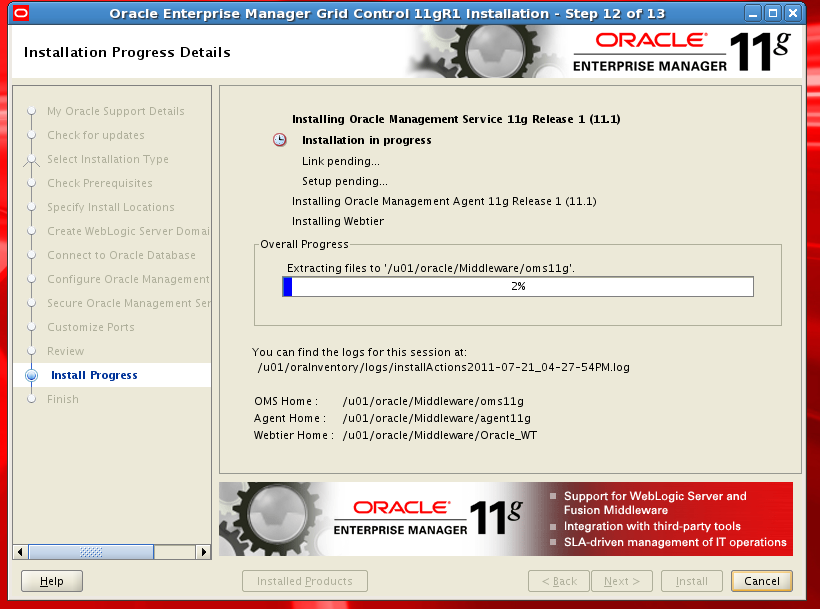 Oracle Enterprise Manager Grid Control 11gR1 Installation - Step 12 of 13
Installation Progress Details
ORACLE
ENTERPRISE MANAGER 11g
My Oracle Support Details
Check for updates
Select Installation Type
Check Prerequisites
Specify Install Locations
Create WebLogic Server Domai
Connect to Oracle Database
Configure Oracle Management
Secure Oracle Management Ser
Customize Ports
Review
Install Progress
Finish
Installing Oracle Management Service 11g Release 1 (11.1)
Installation in progress
Link pending...
Setup pending...
Installing Oracle Management Agent 11g Release 1 (11.1)
Installing Webtier
Overall Progress
Extracting files to '/u01/oracle/Middleware/oms11g'.
2%
You can find the logs for this session at:
/u01/oraInventory/logs/installActions2011-07-21_04-27-54PM.log
OMS Home : /u01/oracle/Middleware/oms11g
Agent Home : /u01/oracle/Middleware/agent11g
Webtier Home : /u01/oracle/Middleware/Oracle_WT
ORACLE
ENTERPRISE MANAGER 11g
Support for WebLogic Server and
Fusion Middleware
Integration with third-party tools
SLA-driven management of IT operations
Help
Installed Products
< Back
Next >
Install
Cancel